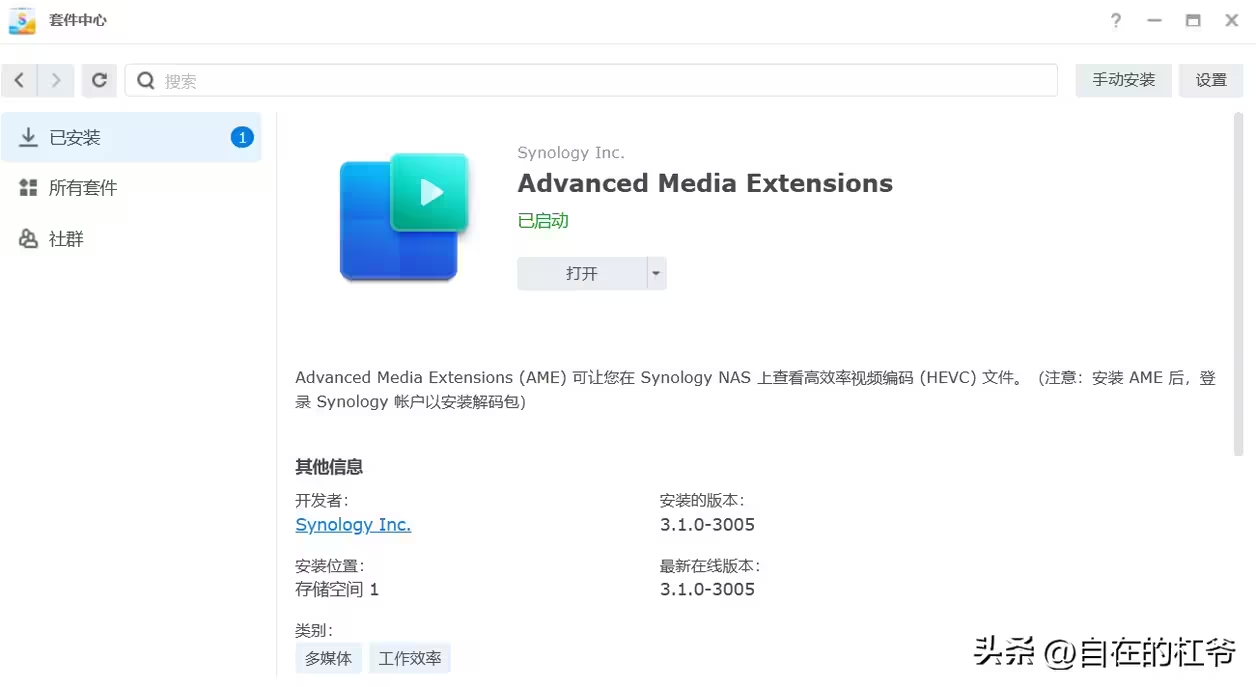 套件中心
搜索
手动安装
设置
已安装
1
所有套件
社群
Synology Inc.
Advanced Media Extensions
已启动
打开
Advanced Media Extensions (AME) 可让您在 Synology NAS 上查看高效率视频编码 (HEVC) 文件。（注意：安装 AME 后，登
录 Synology 帐户以安装解码包）
其他信息
开发者：
Synology Inc.
安装的版本：
3.1.0-3005
安装位置：
存储空间 1
最新在线版本：
3.1.0-3005
类别：
多媒体
工作效率
头条 @自在的杠爷